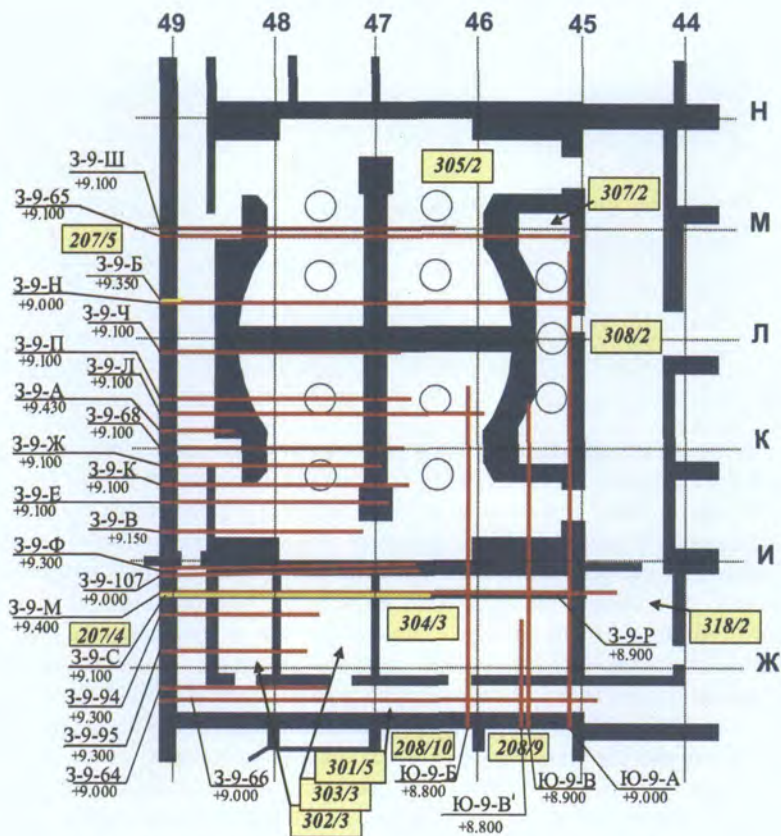 49 48 47 46 45 44
Н
З-9-Ш
+9.100
305/2
З-9-65
+9.100
307/2
М
207/5
З-9-Б
+9.350
З-9-Н
+9.000
З-9-Ч
+9.100
308/2
Л
З-9-П
+9.100
З-9-Л
+9.100
З-9-А
+9.430
З-9-68
+9.100
К
З-9-Ж
+9.100
З-9-К
+9.100
З-9-Е
+9.100
З-9-В
+9.150
З-9-Ф
+9.300
И
З-9-107
+9.000
З-9-М
+9.400
304/3
318/2
207/4
З-9-Р
+8.900
З-9-С
+9.100
Ж
З-9-94
+9.300
З-9-95
+9.300
З-9-64
+9.000
З-9-66
+9.000
208/10
208/9
301/5
303/3
302/3
Ю-9-Б
+8.800
Ю-9-В'
+8.800
Ю-9-В
+8.900
Ю-9-А
+9.000